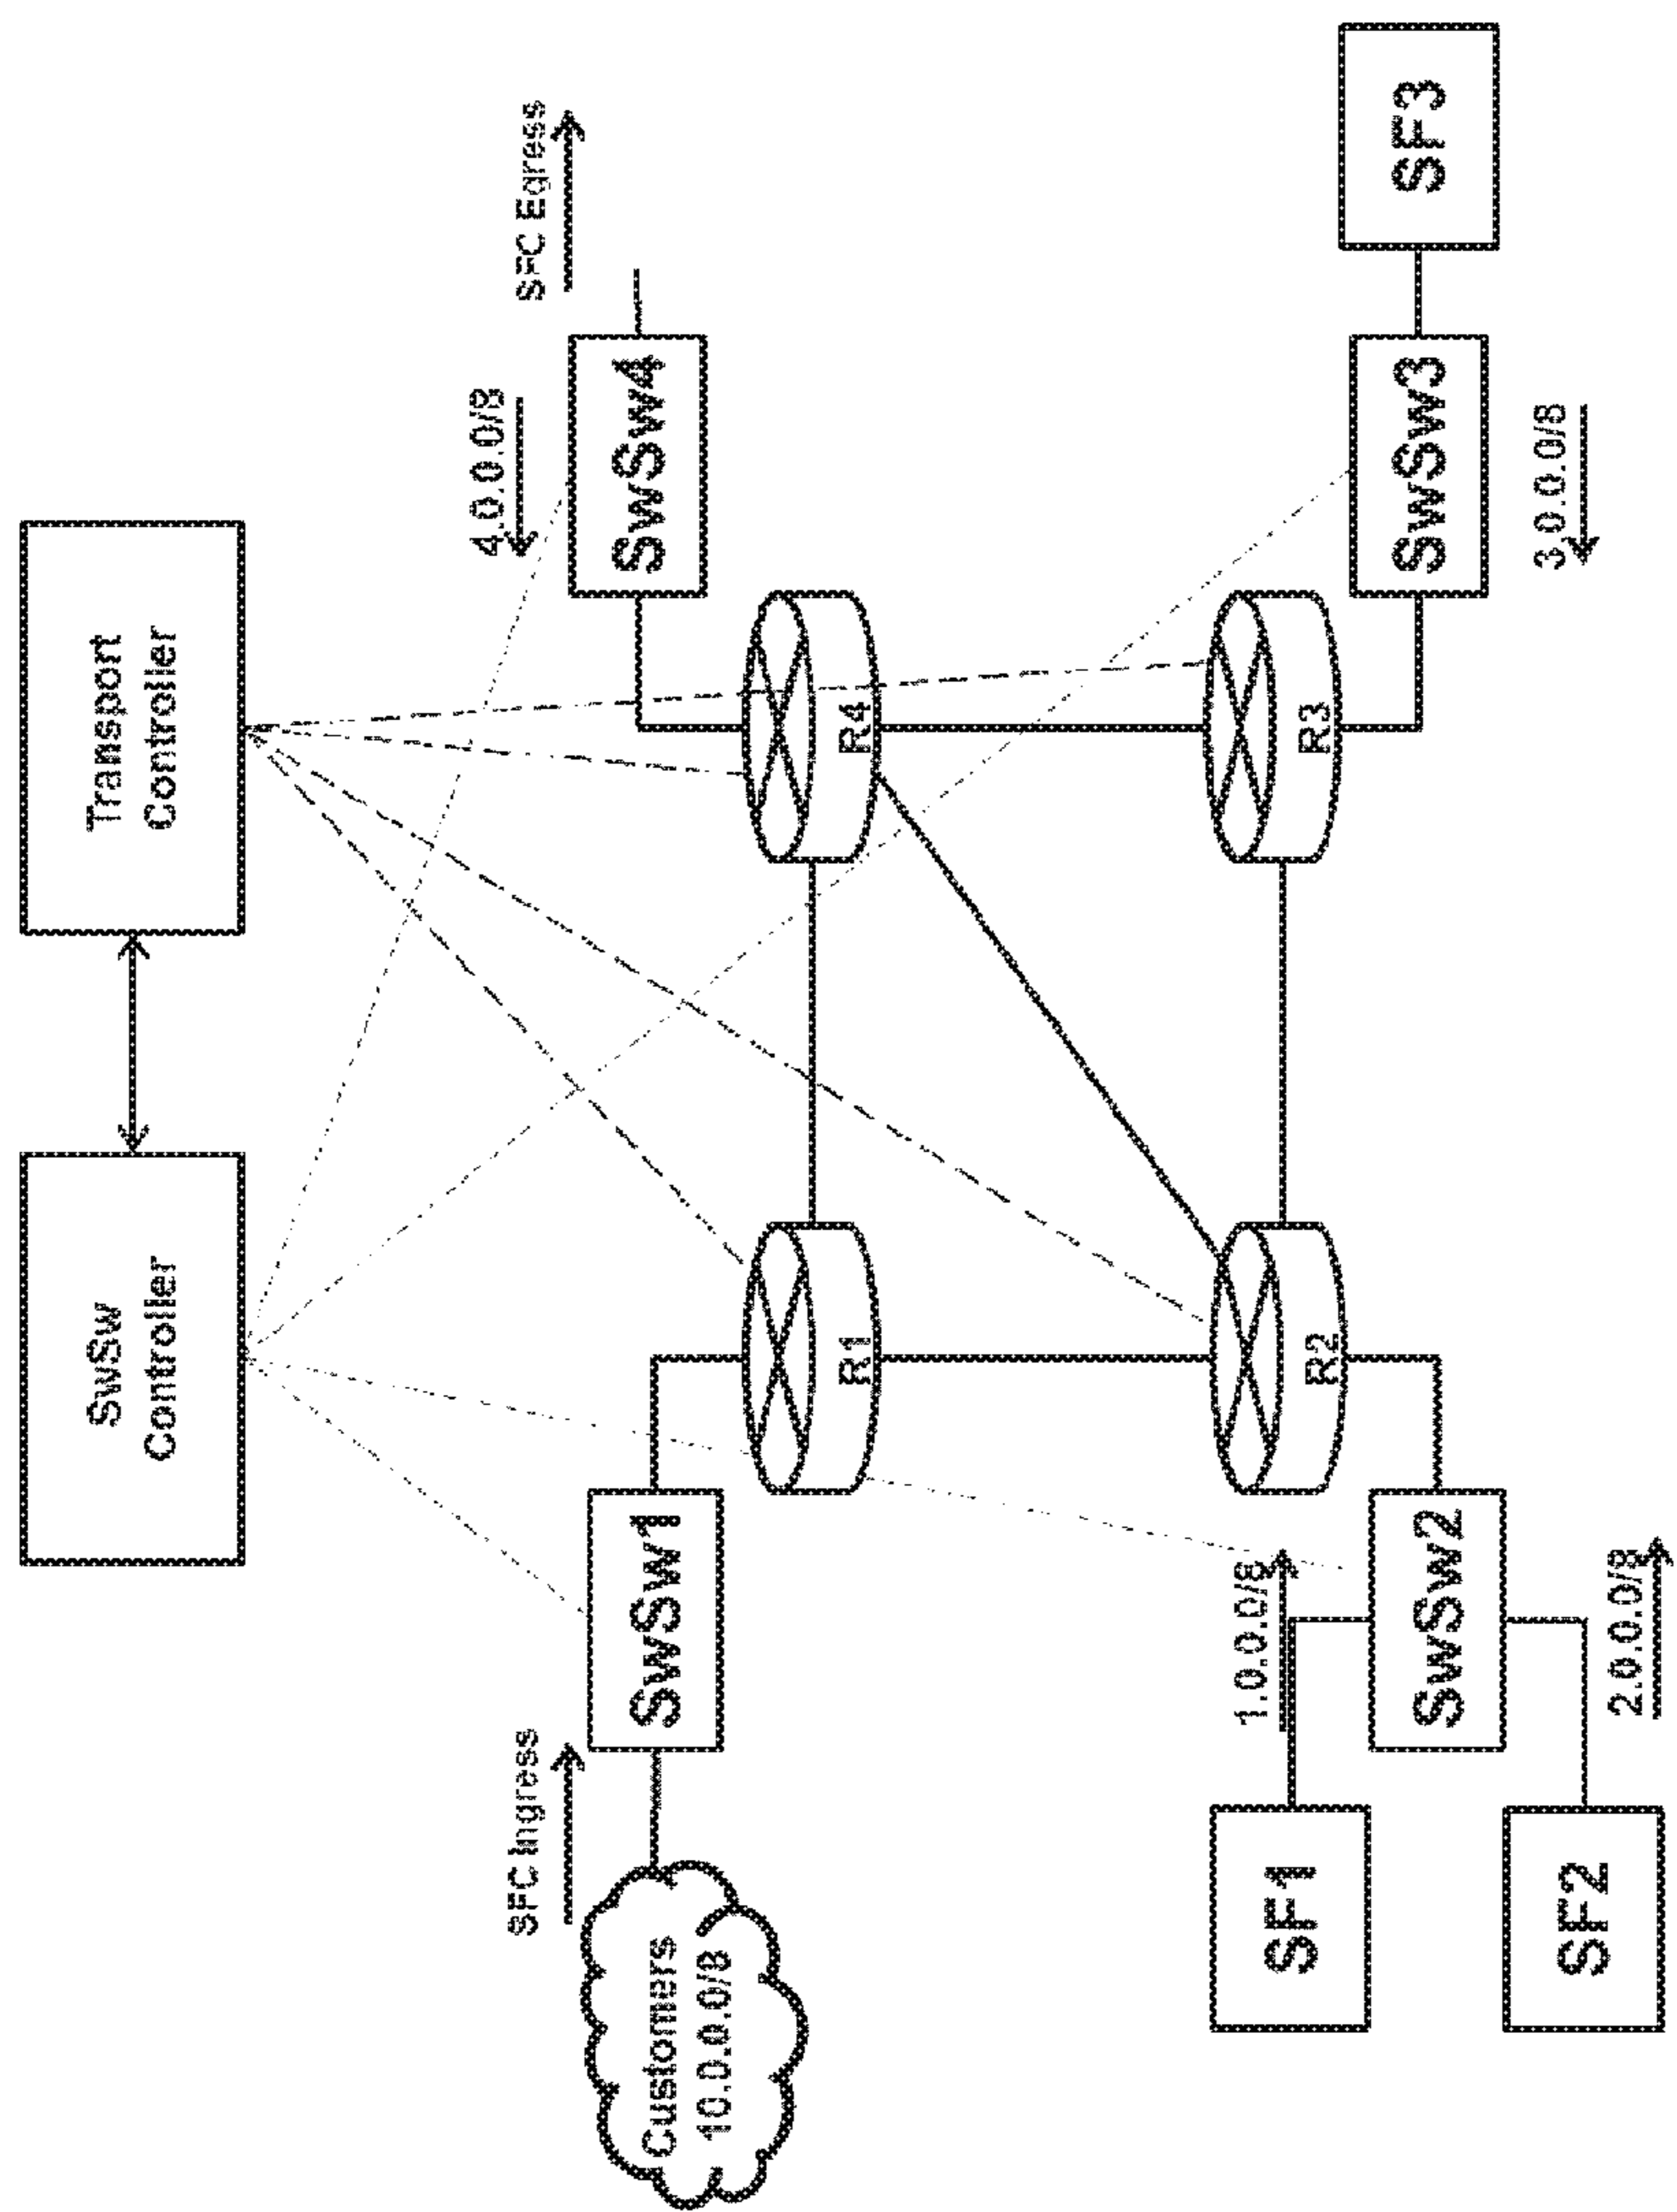 SwSw
Controller
Transport
Controller
SFC Ingress
SFC Egress
4.0.0.0/8
Customers
10.0.0.0/8
SwSw1
SwSw4
R1
R4
1.0.0.0/8
SF1
R2
R3
SwSw2
SwSw3
SF3
SF2
2.0.0.0/8
3.0.0.0/8